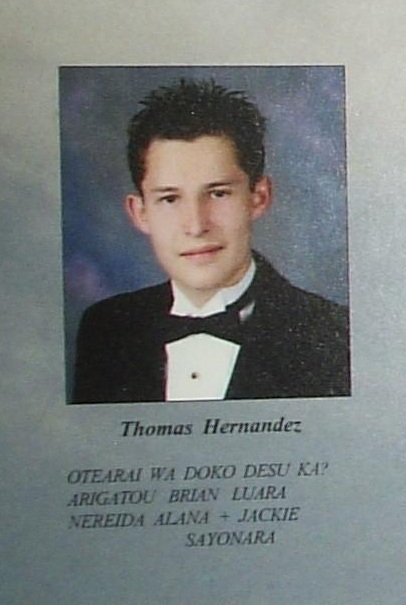 Thomas Hernandez
OTEARAI WA DOKO DESU KA?
ARIGATOU BRIAN LUARA
NEREIDA ALANA + JACKIE
SAYONARA